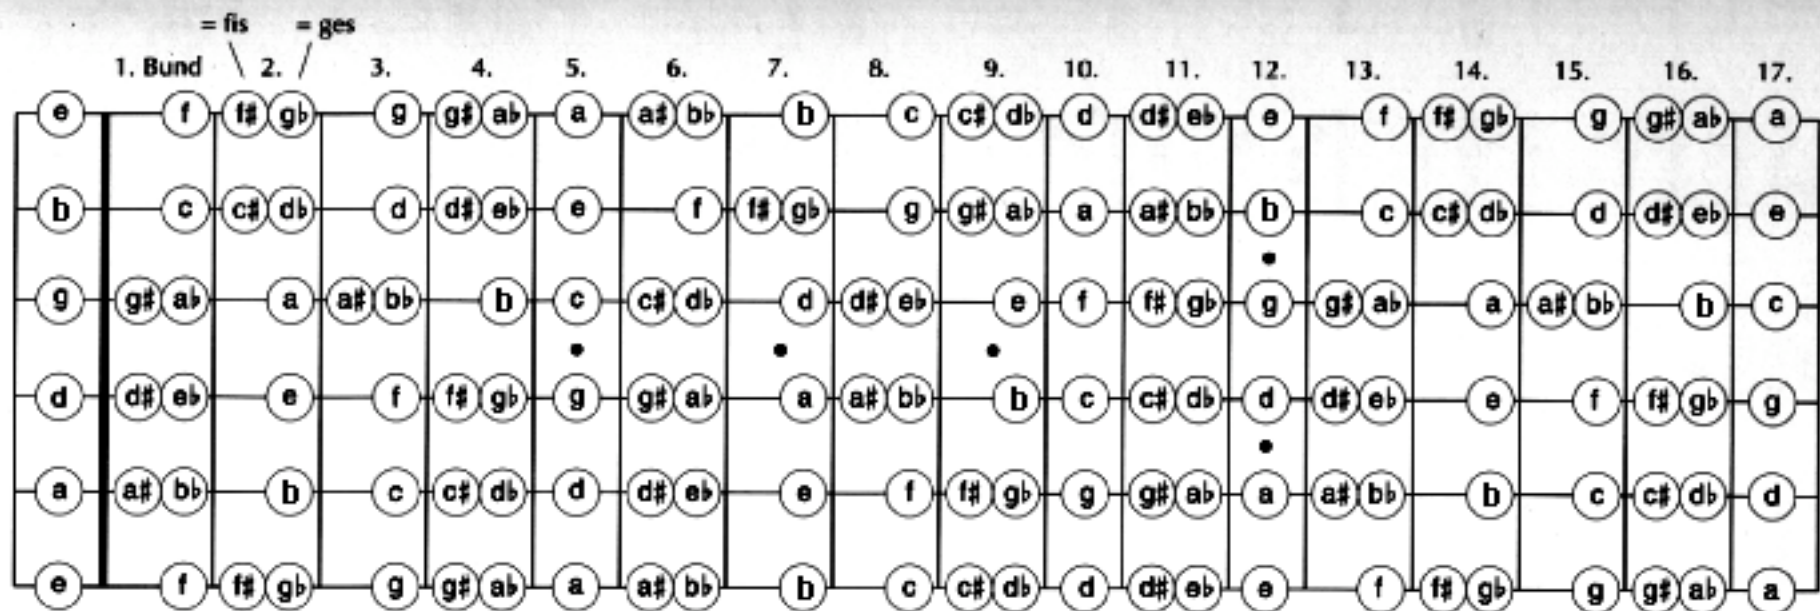 = fis = ges
1. Bund 2. 3. 4. 5. 6. 7. 8. 9. 10. 11. 12. 13. 14. 15. 16. 17.
e f f# g♭ g g# a♭ a a# b♭ b c c# d♭ d d# e♭ e f f# g♭ g g# a♭ a
b c c# d♭ d d# e♭ e f f# g♭ g g# a♭ a a# b♭ b c c# d♭ d d# e♭ e
g g# a♭ a a# b♭ b c c# d♭ d d# e♭ e f f# g♭ g g# a♭ a a# b♭ b c
d d# e♭ e f f# g♭ g g# a♭ a a# b♭ b c c# d♭ d d# e♭ e f f# g♭ g
a a# b♭ b c c# d♭ d d# e♭ e f f# g♭ g g# a♭ a a# b♭ b c c# d♭ d
e f f# g♭ g g# a♭ a a# b♭ b c c# d♭ d d# e♭ e f f# g♭ g g# a♭ a